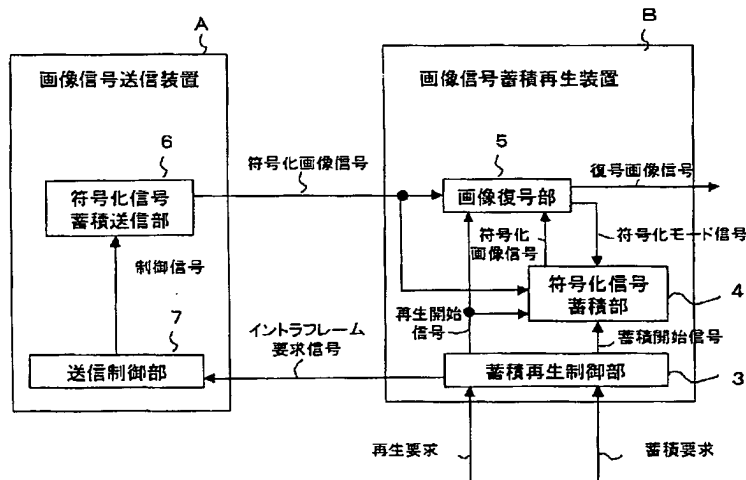 A
B
画像信号送信装置
画像信号蓄積再生装置
6
符号化画像信号
5
復号画像信号
符号化信号
蓄積送信部
画像復号部
符号化
画像信号
符号化モード信号
制御信号
符号化信号
蓄積部
4
7
イントラフレーム
要求信号
再生開始
信号
蓄積開始信号
送信制御部
蓄積再生制御部
3
再生要求
蓄積要求